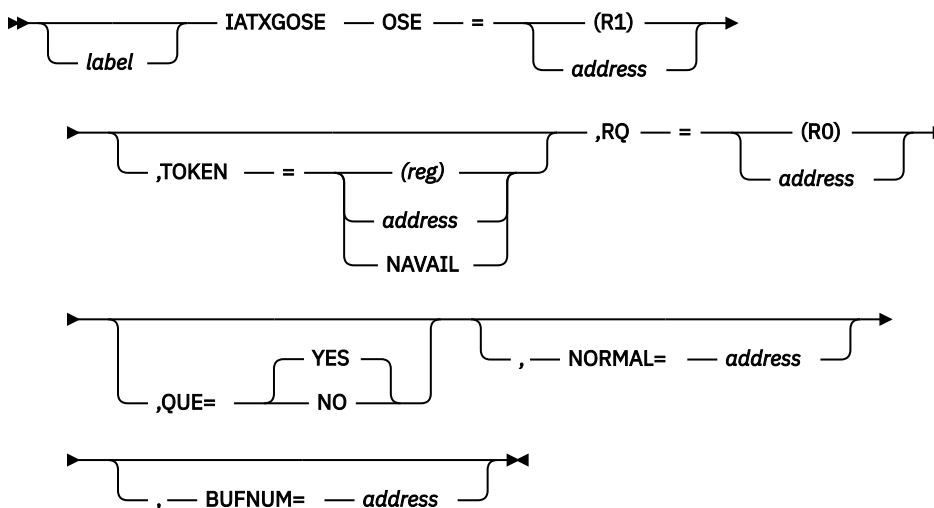 IATXGOSE OSE = (R1)
label address
,RQ = (R0)
,TOKEN = (reg) address
address
NAVAIL
YES
,QUE= NO , NORMAL= address
, BUFNUM= address